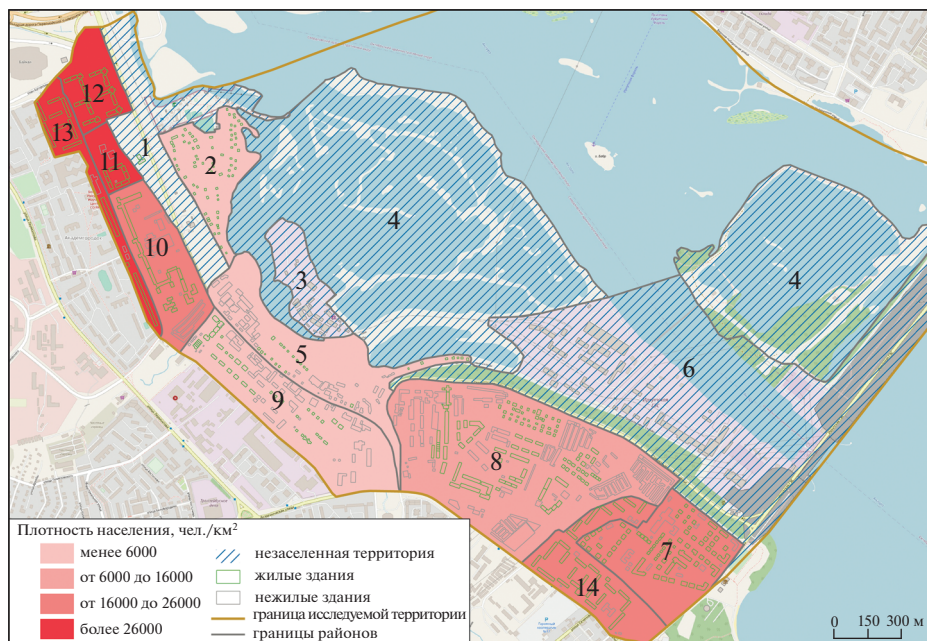 12
13
1
11
2
4
10
3
4
5
6
9
8
7
14
Плотность населения, чел./км²
менее 6000
от 6000 до 16000
от 16000 до 26000
более 26000
незаселенная территория
жилые здания
нежилые здания
граница исследуемой территории
границы районов
0 150 300 м